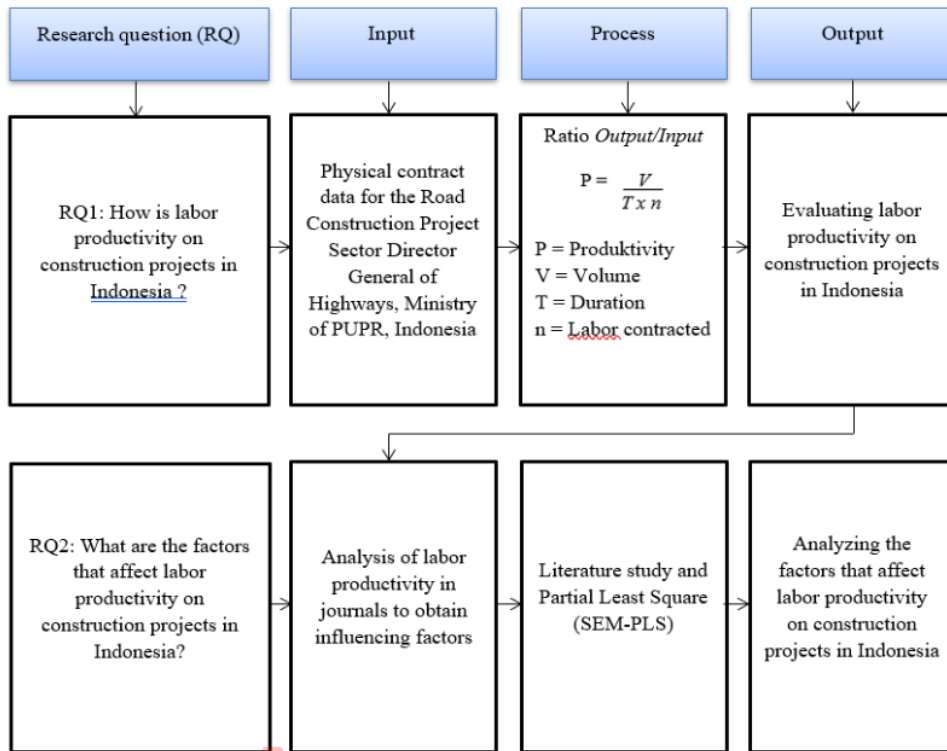 Research question (RQ)
Input
Process
Output
RQ1: How is labor
productivity on
construction projects in
Indonesia ?
Physical contract
data for the Road
Construction Project
Sector Director
General of
Highways, Ministry
of PUPR, Indonesia
Ratio Output/Input
P = V
T x n
P = Produktivity
V = Volume
T = Duration
n = Labor contracted
Evaluating labor
productivity on
construction projects
in Indonesia
RQ2: What are the factors
that affect labor
productivity on
construction projects in
Indonesia?
Analysis of labor
productivity in
journals to obtain
influencing factors
Literature study and
Partial Least Square
(SEM-PLS)
Analyzing the
factors that affect
labor productivity
on construction
projects in Indonesia